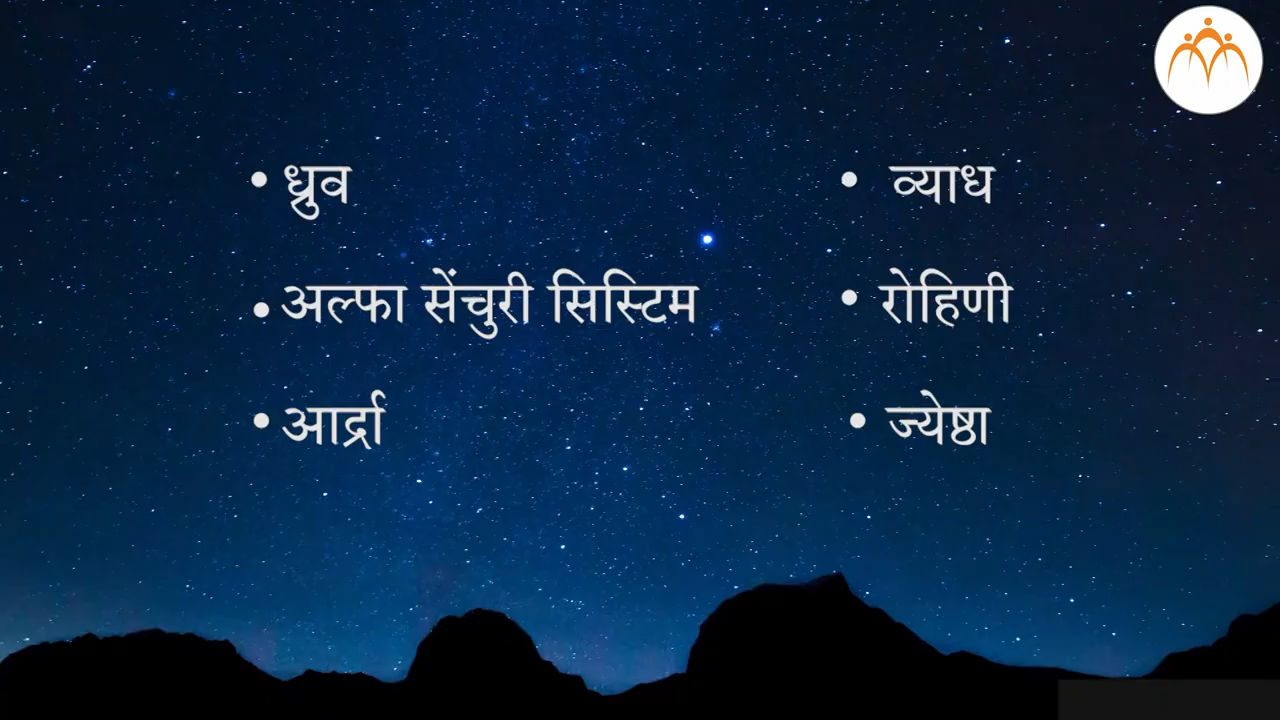 • ध्रुव
• अल्फा सेंचुरी सिस्टिम
• आर्द्रा
• व्याध
• रोहिणी
• ज्येष्ठा